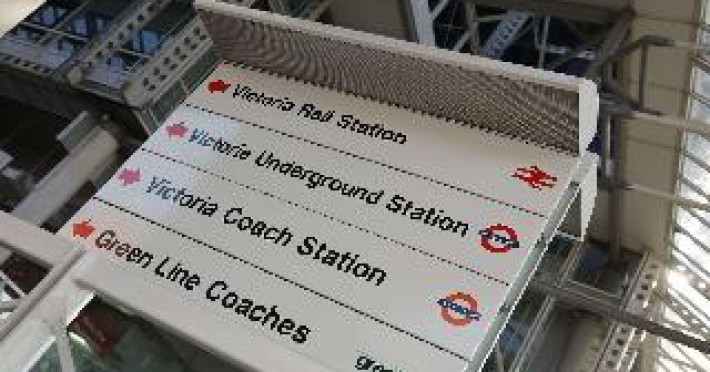 Victoria Rail Station
Victoria Underground Station
Victoria Coach Station
Green Line Coaches